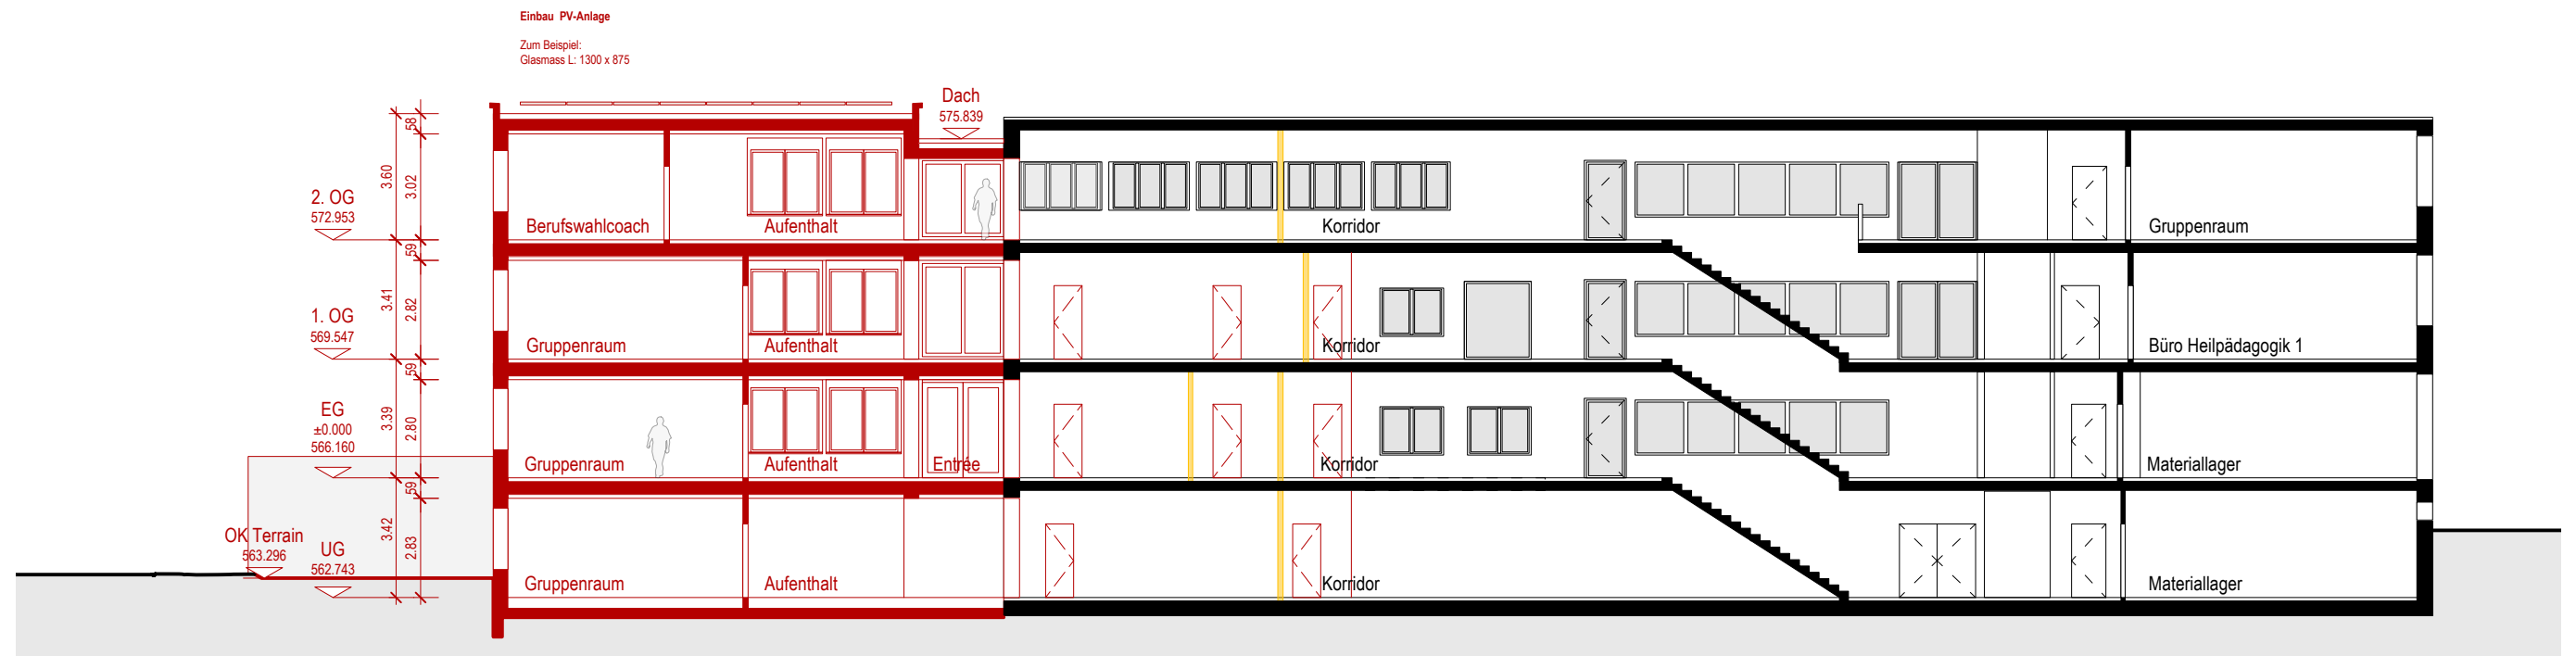 Einbau PV-Anlage
Zum Beispiel:
Glasmass L: 1300 x 875
Dach
575.839
58
3.60
3.02
2. OG
572.953
Berufswahlcoach
Aufenthalt
Korridor
Gruppenraum
59
3.41
2.82
1. OG
569.547
Gruppenraum
Aufenthalt
Korridor
Büro Heilpädagogik 1
59
3.39
2.80
EG
±0.000
566.160
Gruppenraum
Aufenthalt
Entrée
Korridor
Materiallager
59
3.42
2.83
OK Terrain
563.296
UG
562.743
Gruppenraum
Aufenthalt
Korridor
Materiallager